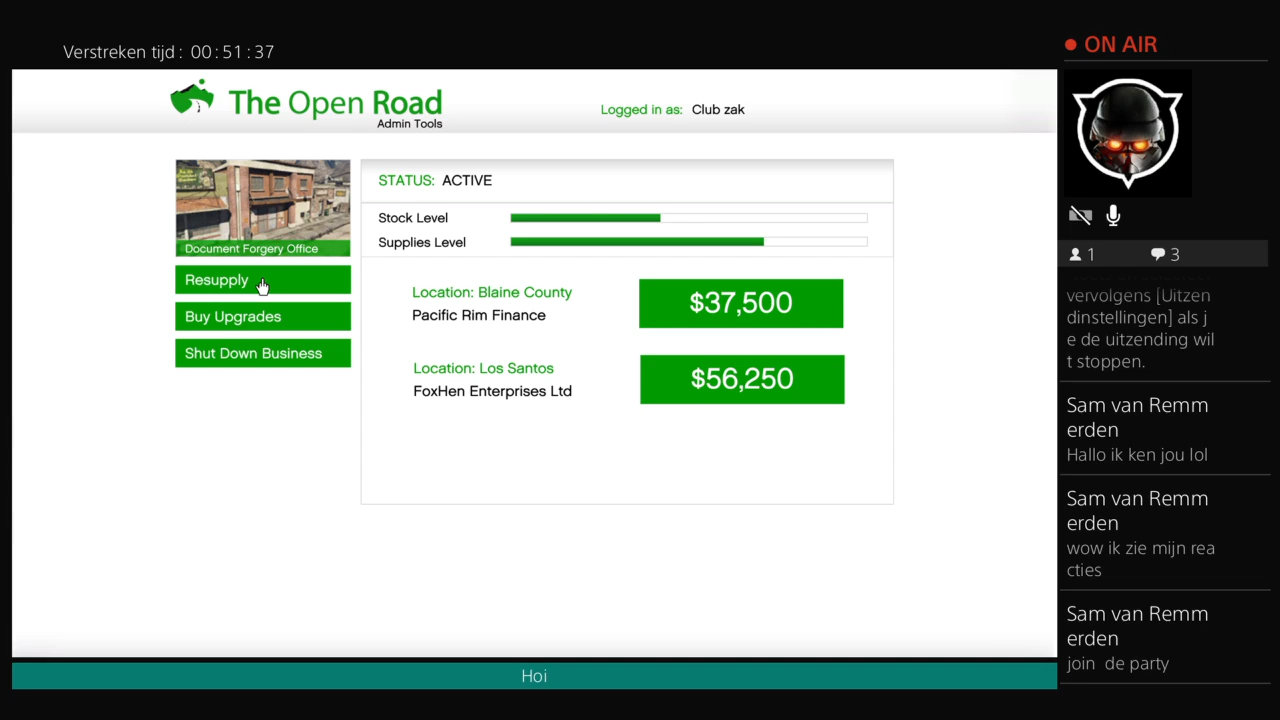 Verstreken tijd : 00:51:37
ON AIR
The Open Road
Admin Tools
Logged in as: Club zak
Document Forgery Office
Resupply
Buy Upgrades
Shut Down Business
STATUS: ACTIVE
Stock Level
Supplies Level
Location: Blaine County
Pacific Rim Finance
$37,500
Location: Los Santos
FoxHen Enterprises Ltd
$56,250
Hoi
1
3
vervolgens [Uitzen
dinstellingen] als j
e de uitzending wil
t stoppen.
Sam van Remm
erden
Hallo ik ken jou lol
Sam van Remm
erden
wow ik zie mijn rea
cties
Sam van Remm
erden
join de party